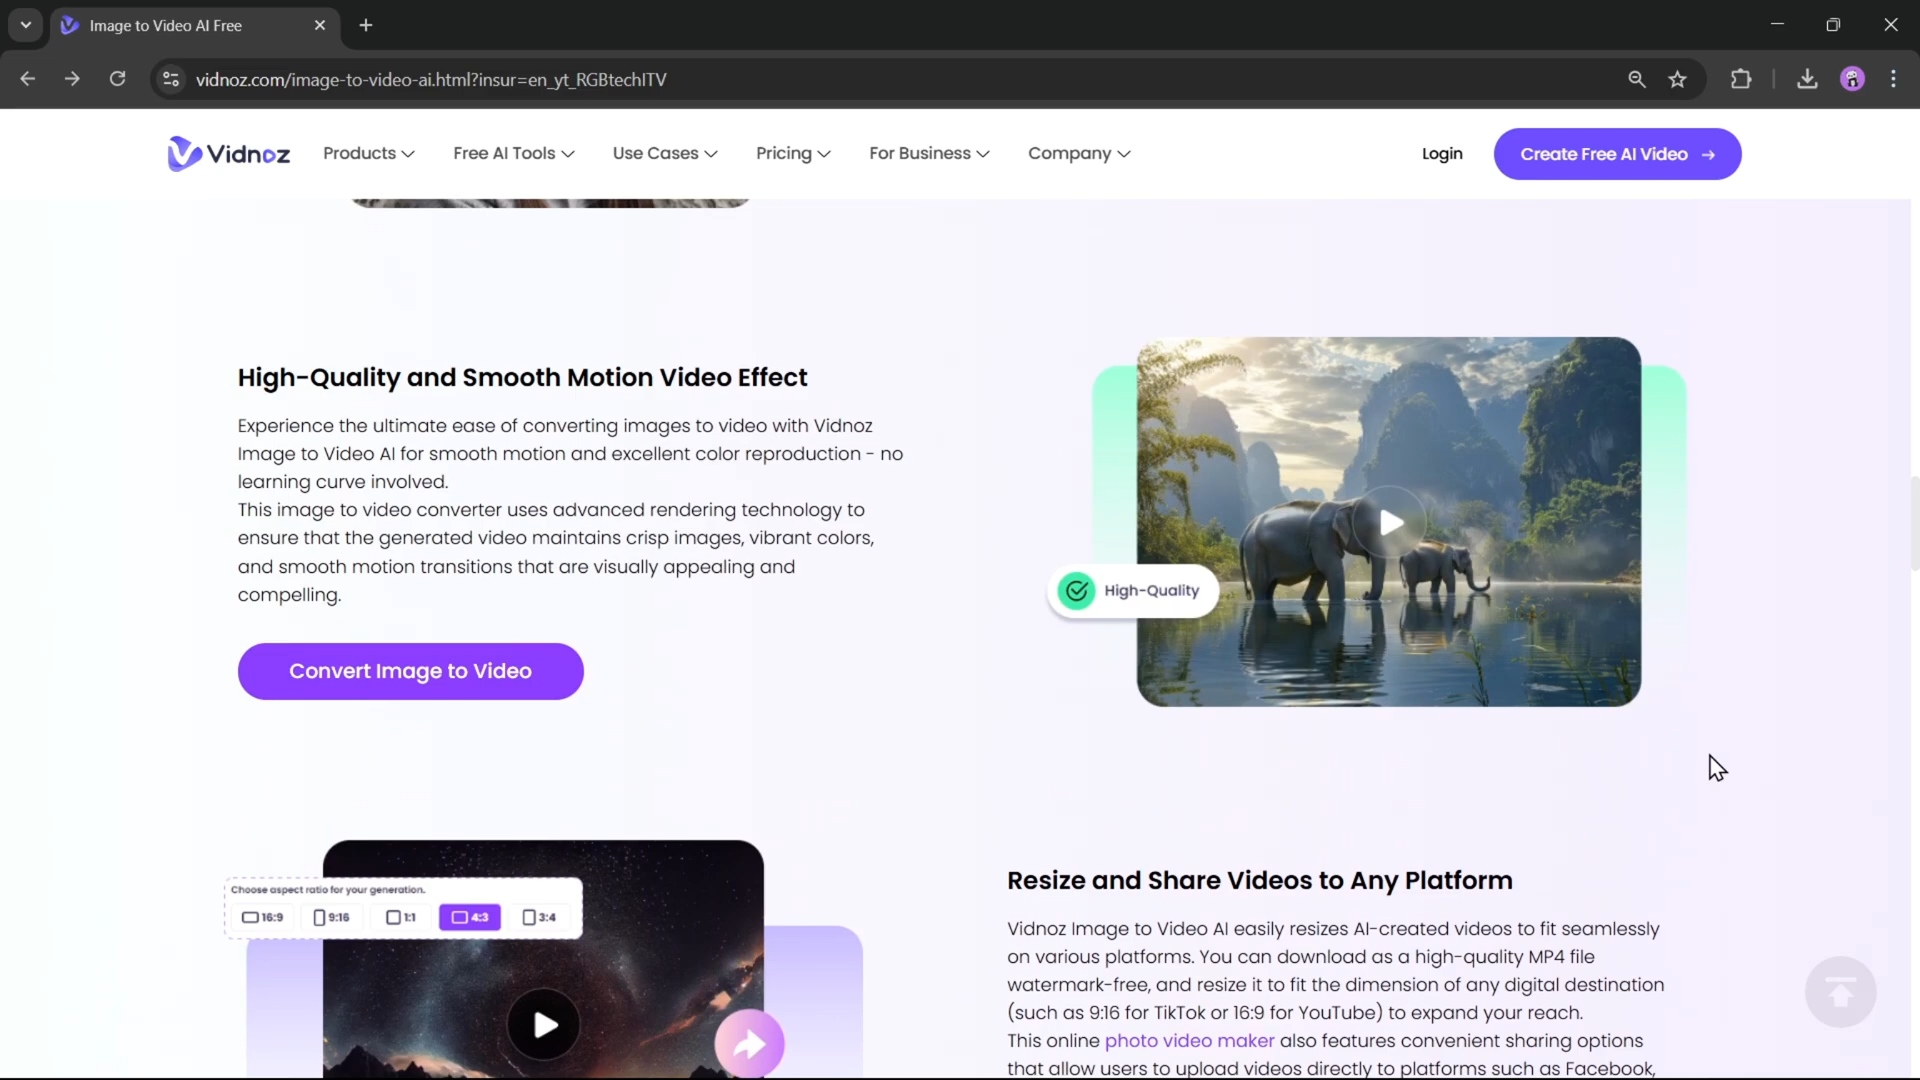 Image to Video AI Free
vidnoz.com/image-to-video-ai.html?insur=en_yt_RGBtechITV
Vidnoz
Products
Free AI Tools
Use Cases
Pricing
For Business
Company
Login
Create Free AI Video
High-Quality and Smooth Motion Video Effect
Experience the ultimate ease of converting images to video with Vidnoz
Image to Video AI for smooth motion and excellent color reproduction - no
learning curve involved.
This image to video converter uses advanced rendering technology to
ensure that the generated video maintains crisp images, vibrant colors,
and smooth motion transitions that are visually appealing and
compelling.
Convert Image to Video
High-Quality
Choose aspect ratio for your generation.
16:9
9:16
1:1
4:3
3:4
Resize and Share Videos to Any Platform
Vidnoz Image to Video AI easily resizes AI-created videos to fit seamlessly
on various platforms. You can download as a high-quality MP4 file
watermark-free, and resize it to fit the dimension of any digital destination
(such as 9:16 for TikTok or 16:9 for YouTube) to expand your reach.
This online photo video maker also features convenient sharing options
that allow users to upload videos directly to platforms such as Facebook,